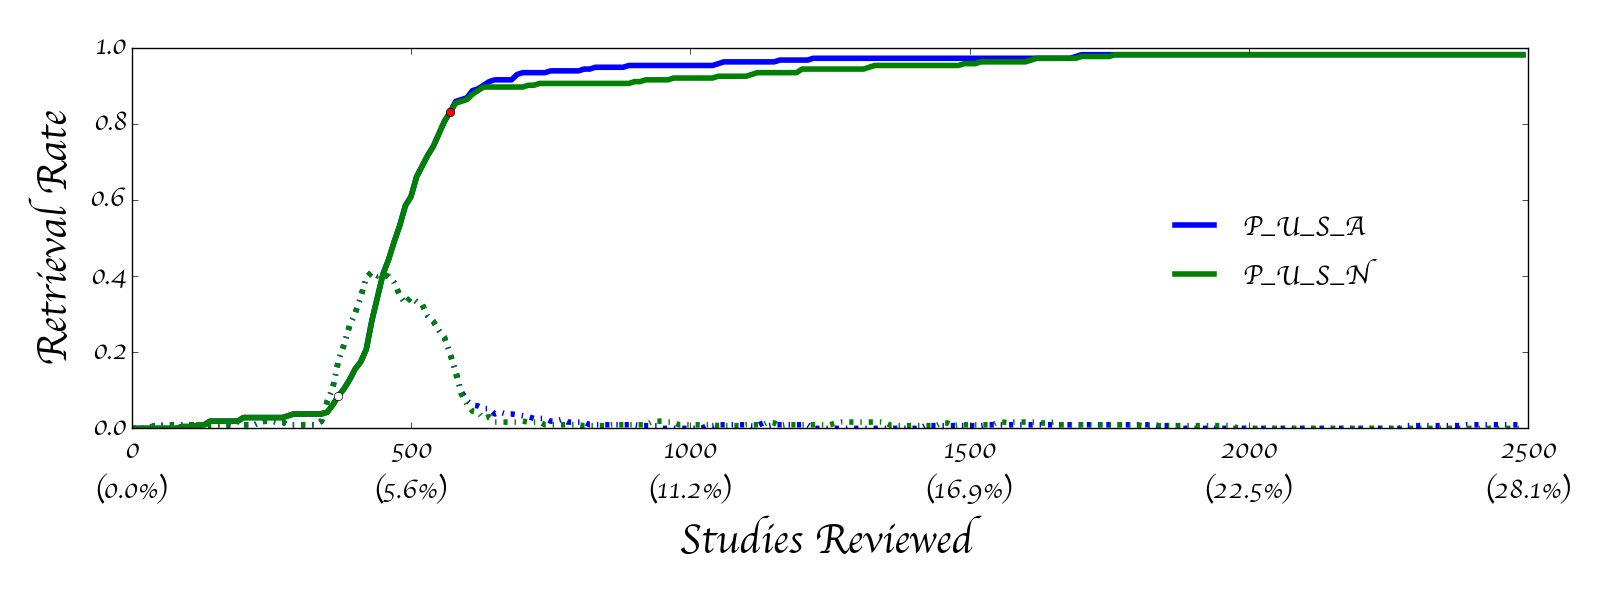 Retrieval Rate
1.0
0.8
0.6
0.4
0.2
0.0
P_U_S_A
P_U_S_N
0 500 1000 1500 2000 2500
(0.0%) (5.6%) (11.2%) (16.9%) (22.5%) (28.1%)
Studies Reviewed